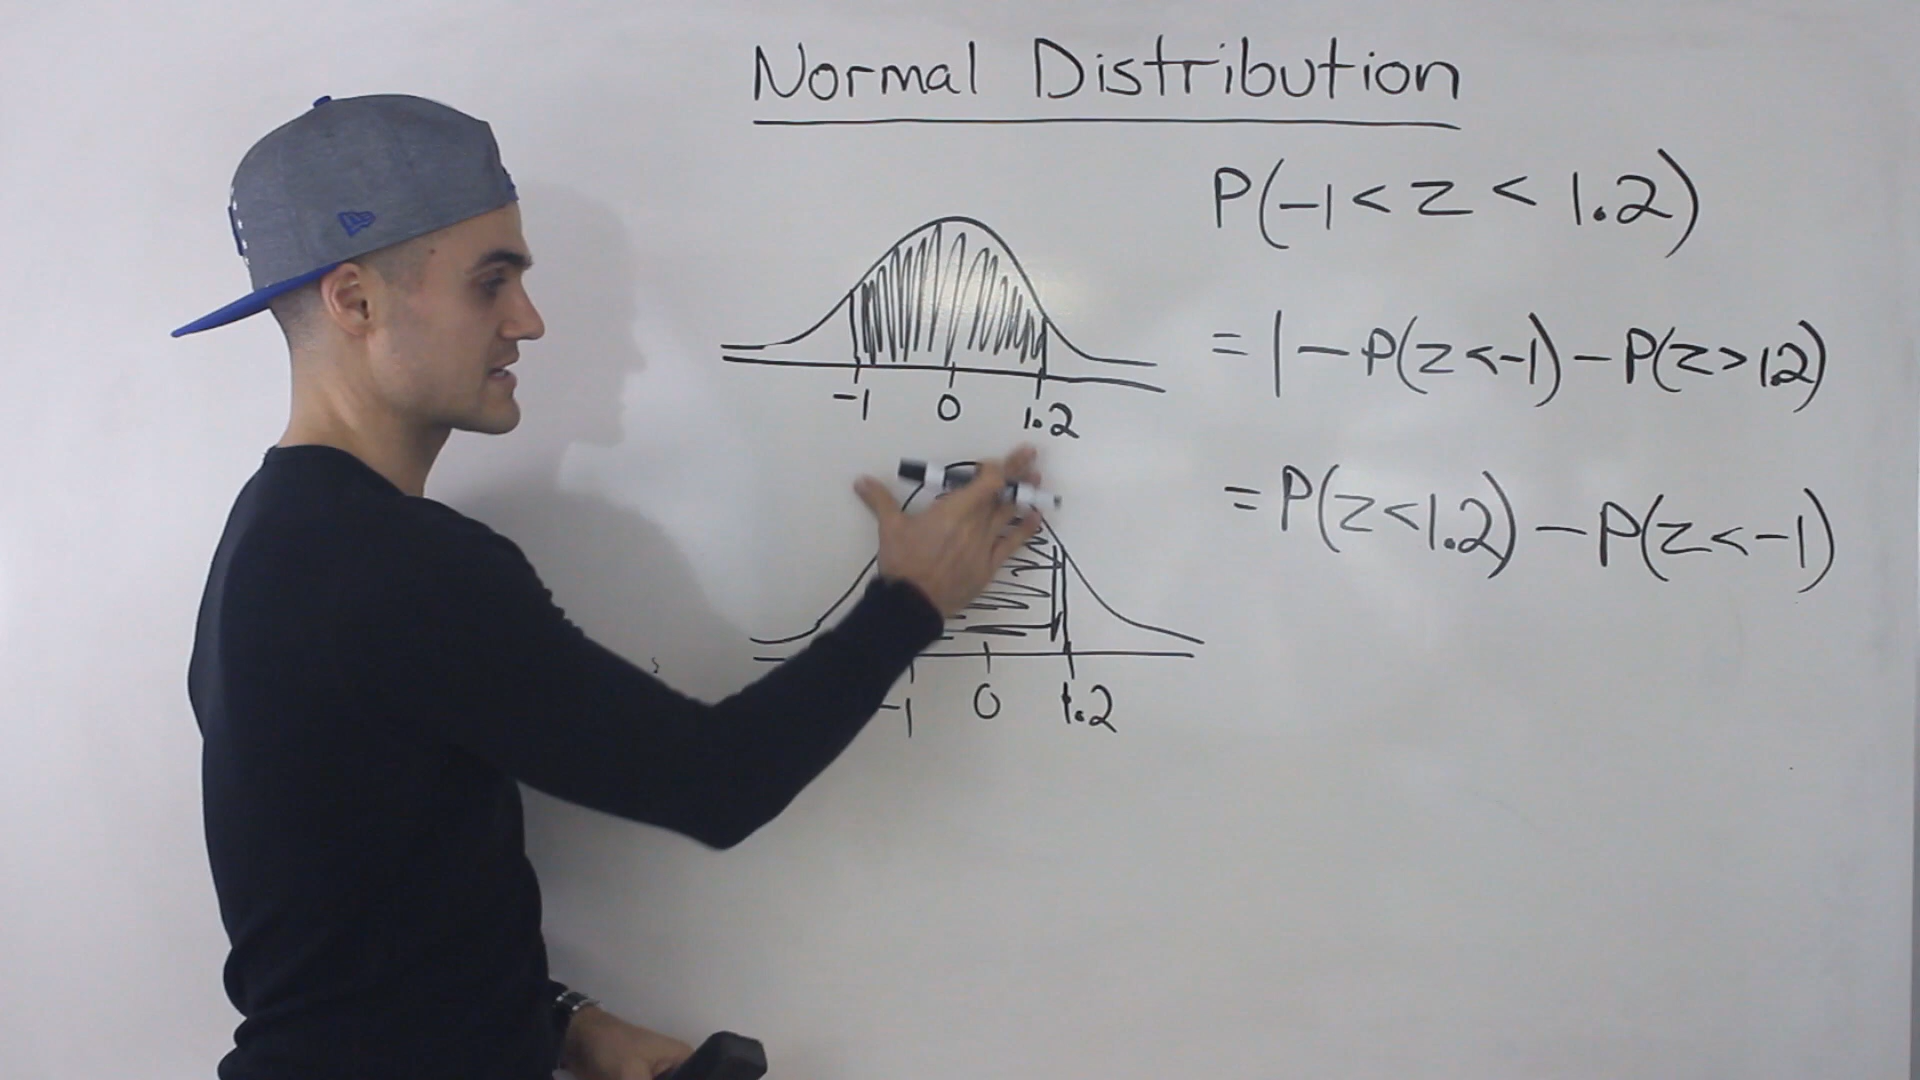 Normal Distribution
P(-1<z<1.2)
-1 0 1.2
=1-P(z<-1)-P(z>1.2)
=P(z<1.2)-P(z<-1)
-1 0 1.2